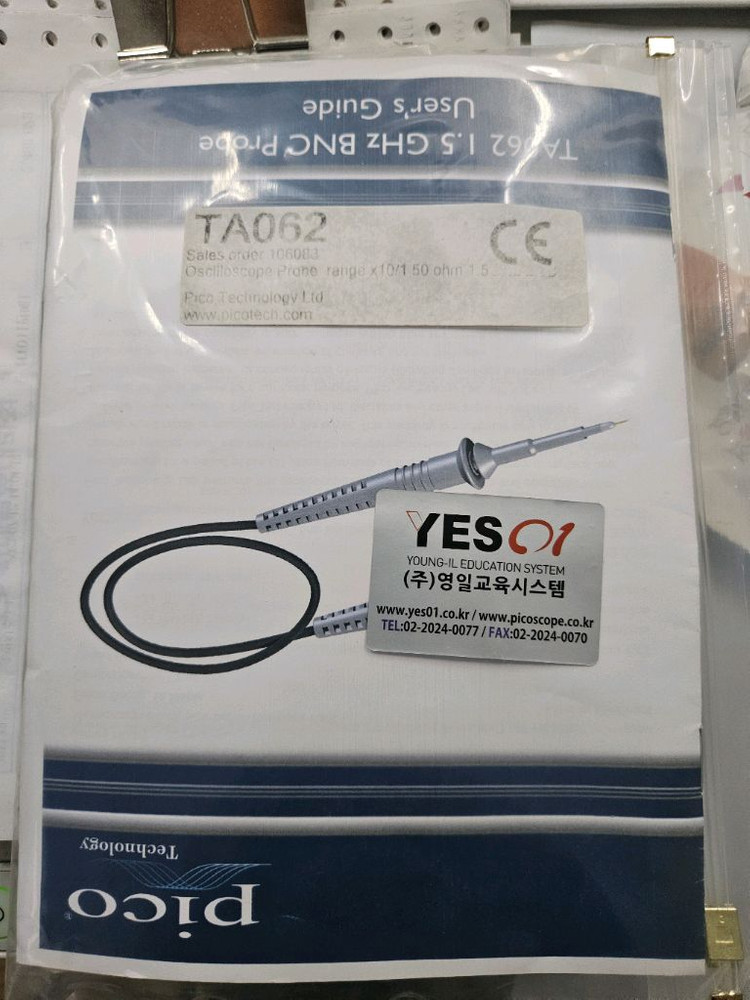 TA062 1.5 GHz BNC Probe
User's Guide
TA062
CE
Sales order 106083
Oscilloscope Probe, range x10/1 50 ohm 1.5
Pico Technology Ltd
www.picotech.com
YES01
YOUNG-IL EDUCATION SYSTEM
(주)영일교육시스템
www.yes01.co.kr / www.picoscope.co.kr
TEL:02-2024-0077 / FAX:02-2024-0070
pico
Technology